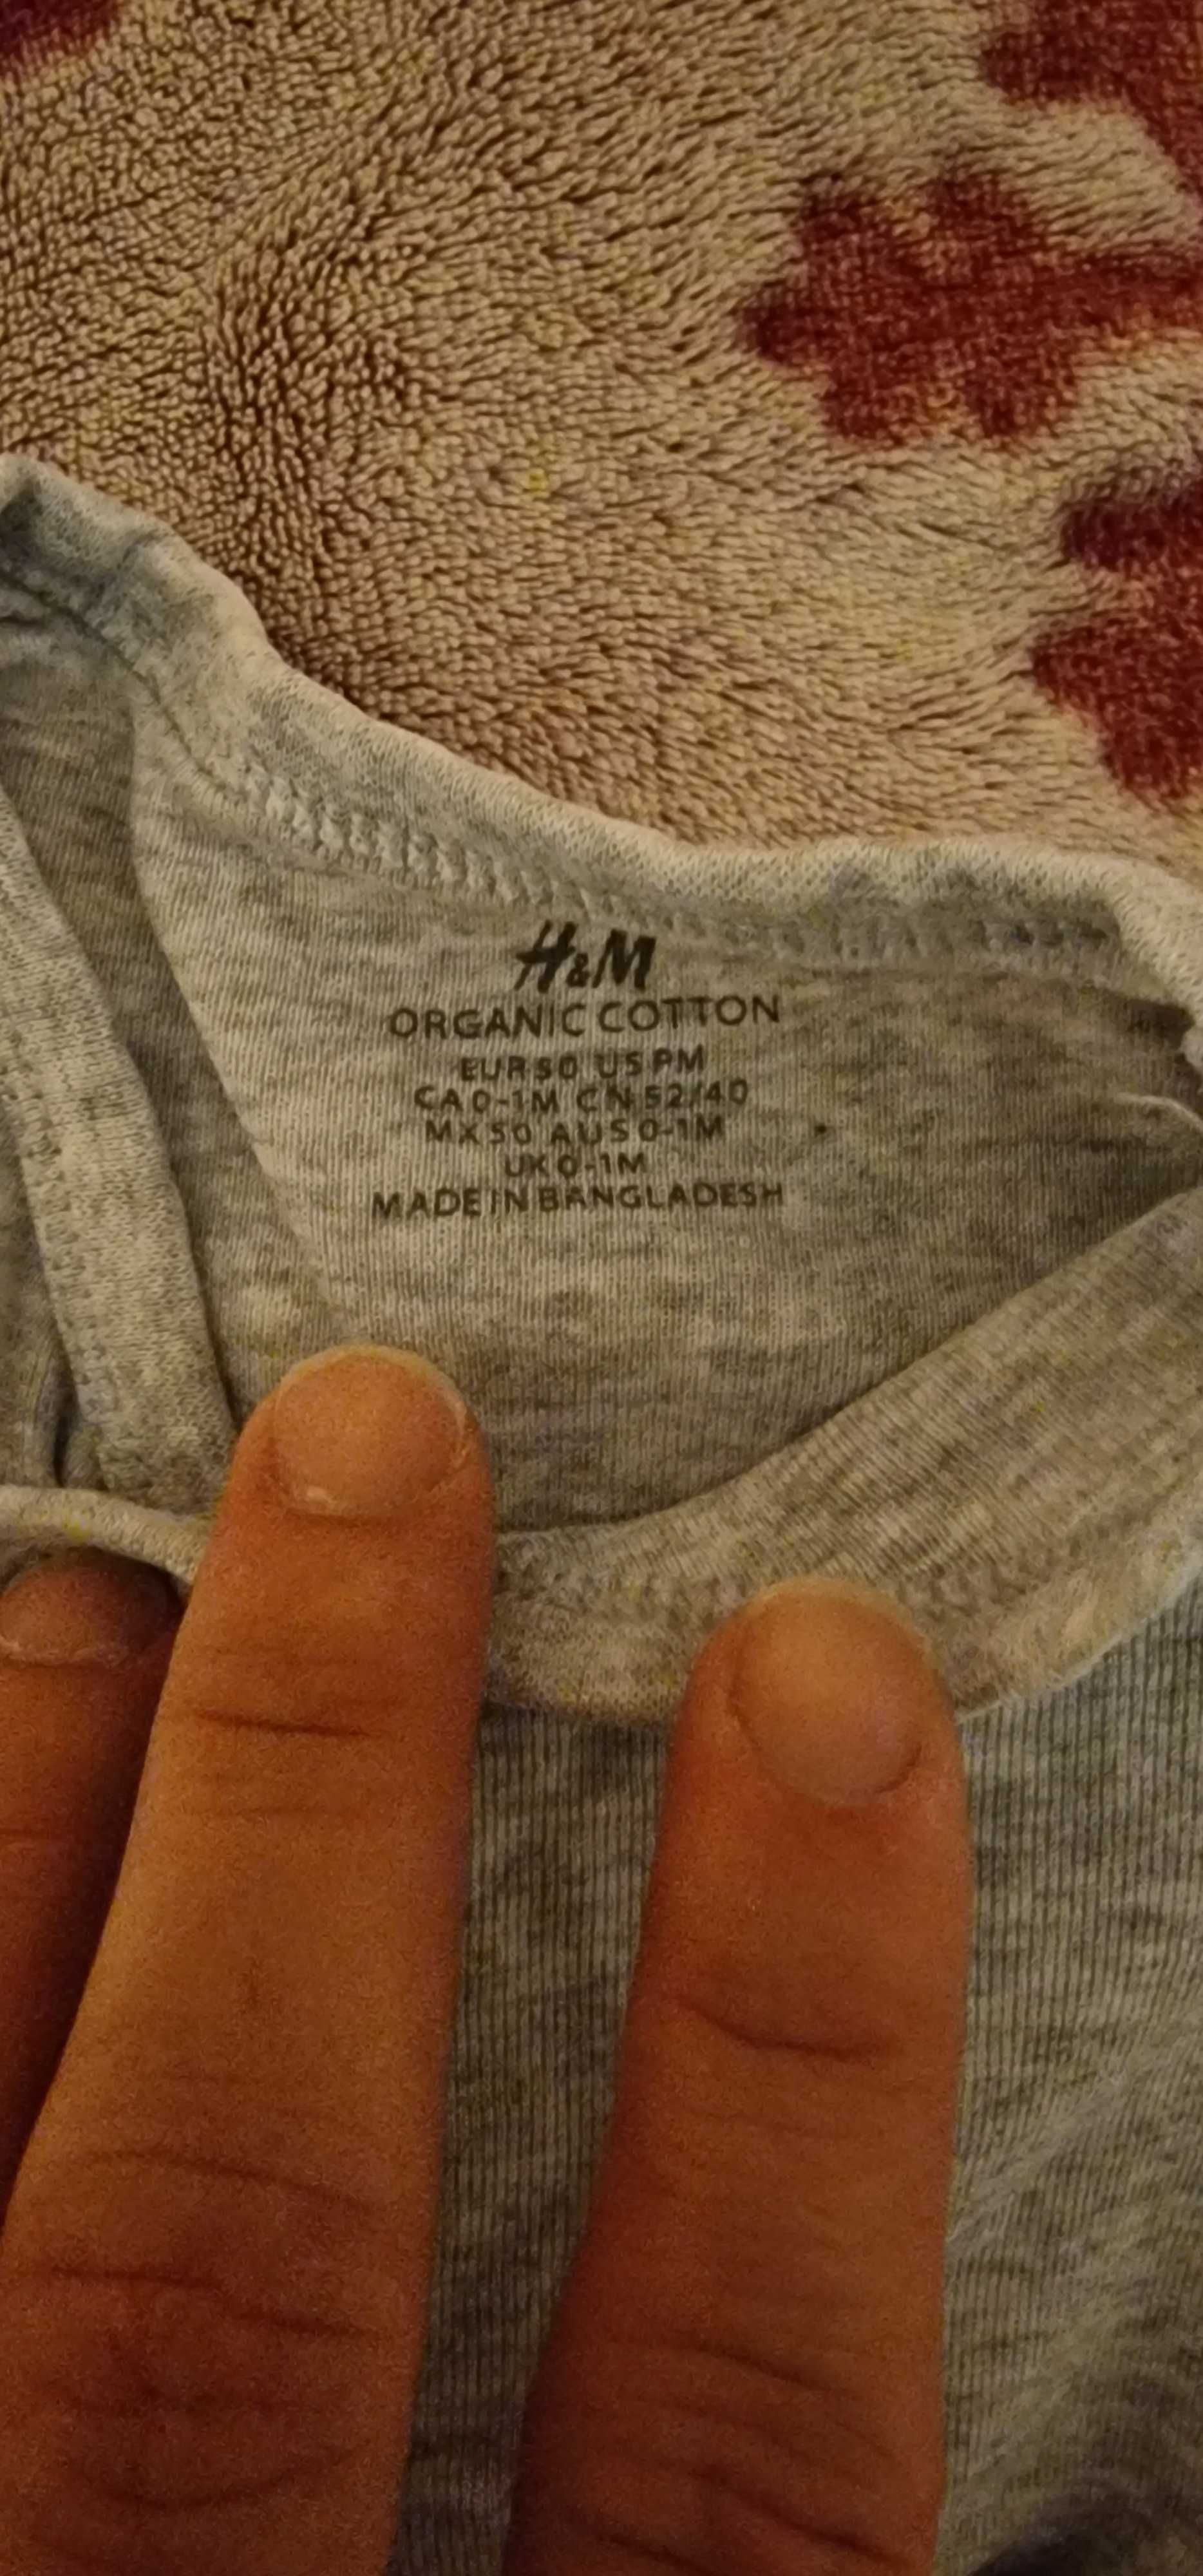 H&M
ORGANIC COTTON
EUR 50 US PM
CA 0-1M CN 52/40
MX 50 AUS 0-1M
UK 0-1M
MADE IN BANGLADESH